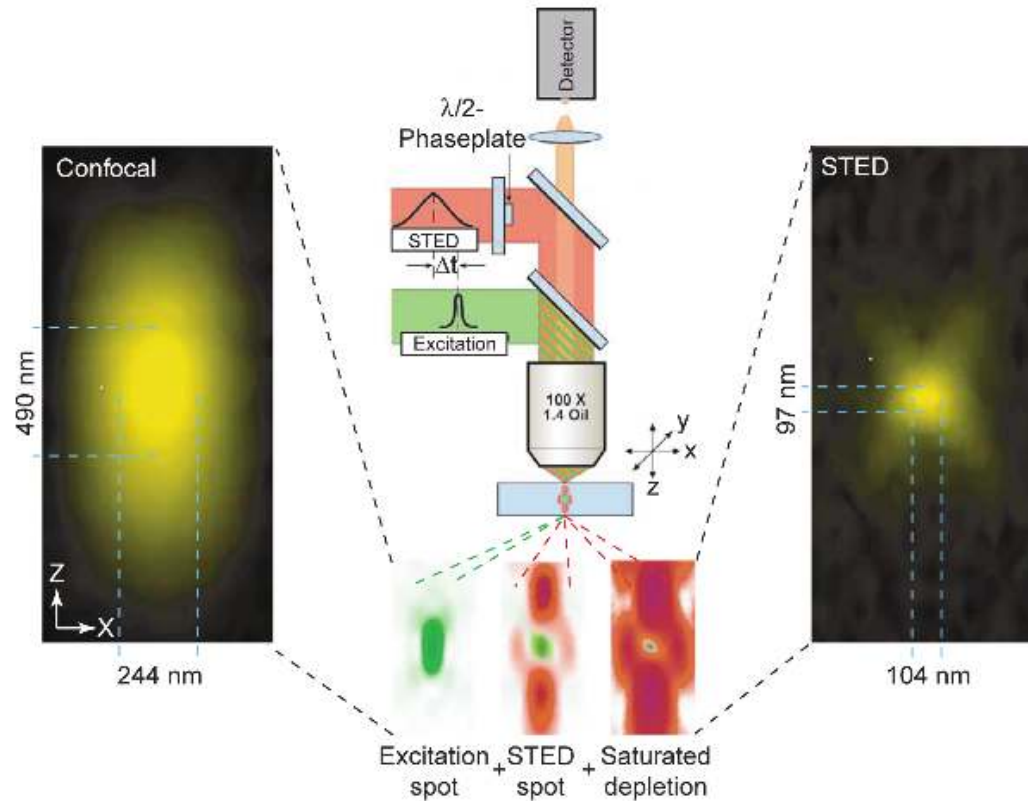 Detector
λ/2-
Phaseplate
Confocal
STED
STED
Δt
Excitation
490 nm
97 nm
100 X
1.4 Oil
y
x
z
Z
X
244 nm
104 nm
Excitation + STED + Saturated
spot spot depletion